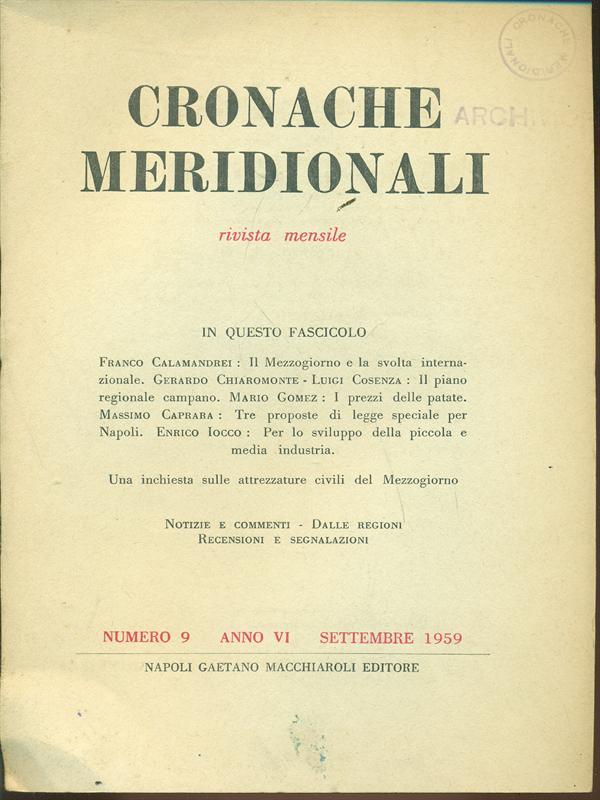 CRONACHE MERIDIONALI
ARCHIVIO
CRONACHE
MERIDIONALI
rivista mensile
IN QUESTO FASCICOLO
FRANCO CALAMANDREI : Il Mezzogiorno e la svolta interna-
zionale. GERARDO CHIAROMONTE - LUIGI COSENZA : Il piano
regionale campano. MARIO GOMEZ : I prezzi delle patate.
MASSIMO CAPRARA : Tre proposte di legge speciale per
Napoli. ENRICO IOCCO : Per lo sviluppo della piccola e
media industria.
Una inchiesta sulle attrezzature civili del Mezzogiorno
NOTIZIE E COMMENTI - DALLE REGIONI
RECENSIONI E SEGNALAZIONI
NUMERO 9 ANNO VI SETTEMBRE 1959
NAPOLI GAETANO MACCHIAROLI EDITORE